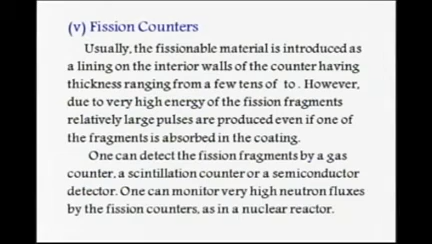 (v) Fission Counters
Usually, the fissionable material is introduced as
a lining on the interior walls of the counter having
thickness ranging from a few tens of to . However,
due to very high energy of the fission fragments
relatively large pulses are produced even if one of
the fragments is absorbed in the coating.
One can detect the fission fragments by a gas
counter, a scintillation counter or a semiconductor
detector. One can monitor very high neutron fluxes
by the fission counters, as in a nuclear reactor.